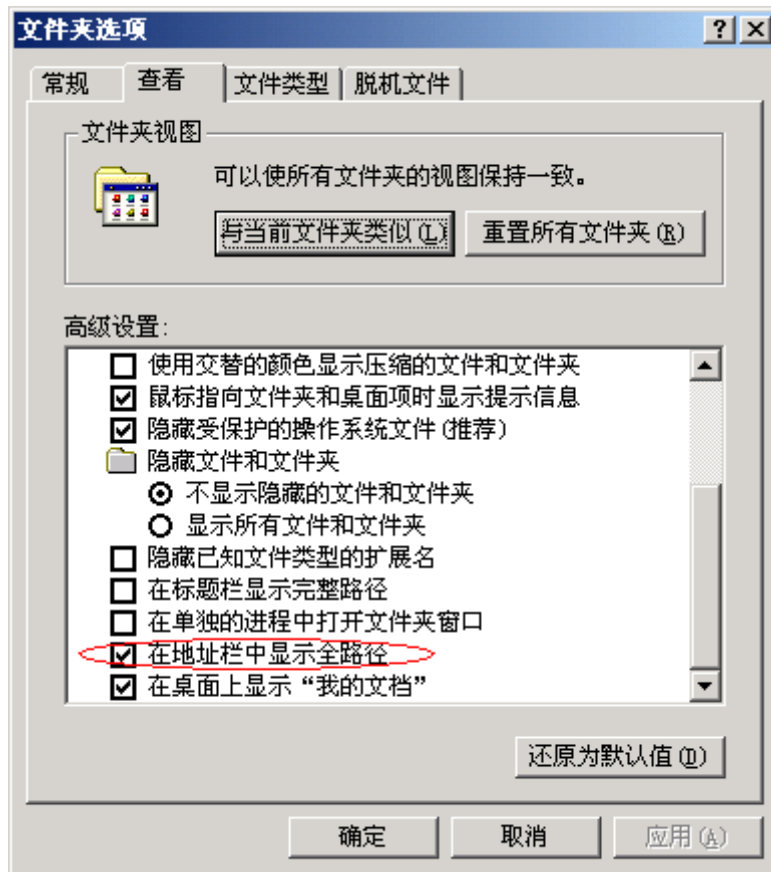 文件夹选项
常规 查看 文件类型 脱机文件
文件夹视图
可以使所有文件夹的视图保持一致。
与当前文件夹类似(L) 重置所有文件夹(R)
高级设置:
使用交替的颜色显示压缩的文件和文件夹
鼠标指向文件夹和桌面项时显示提示信息
隐藏受保护的操作系统文件(推荐)
隐藏文件和文件夹
不显示隐藏的文件和文件夹
显示所有文件和文件夹
隐藏已知文件类型的扩展名
在标题栏显示完整路径
在单独的进程中打开文件夹窗口
在地址栏中显示全路径
在桌面上显示“我的文档”
还原为默认值(D)
确定 取消 应用(A)